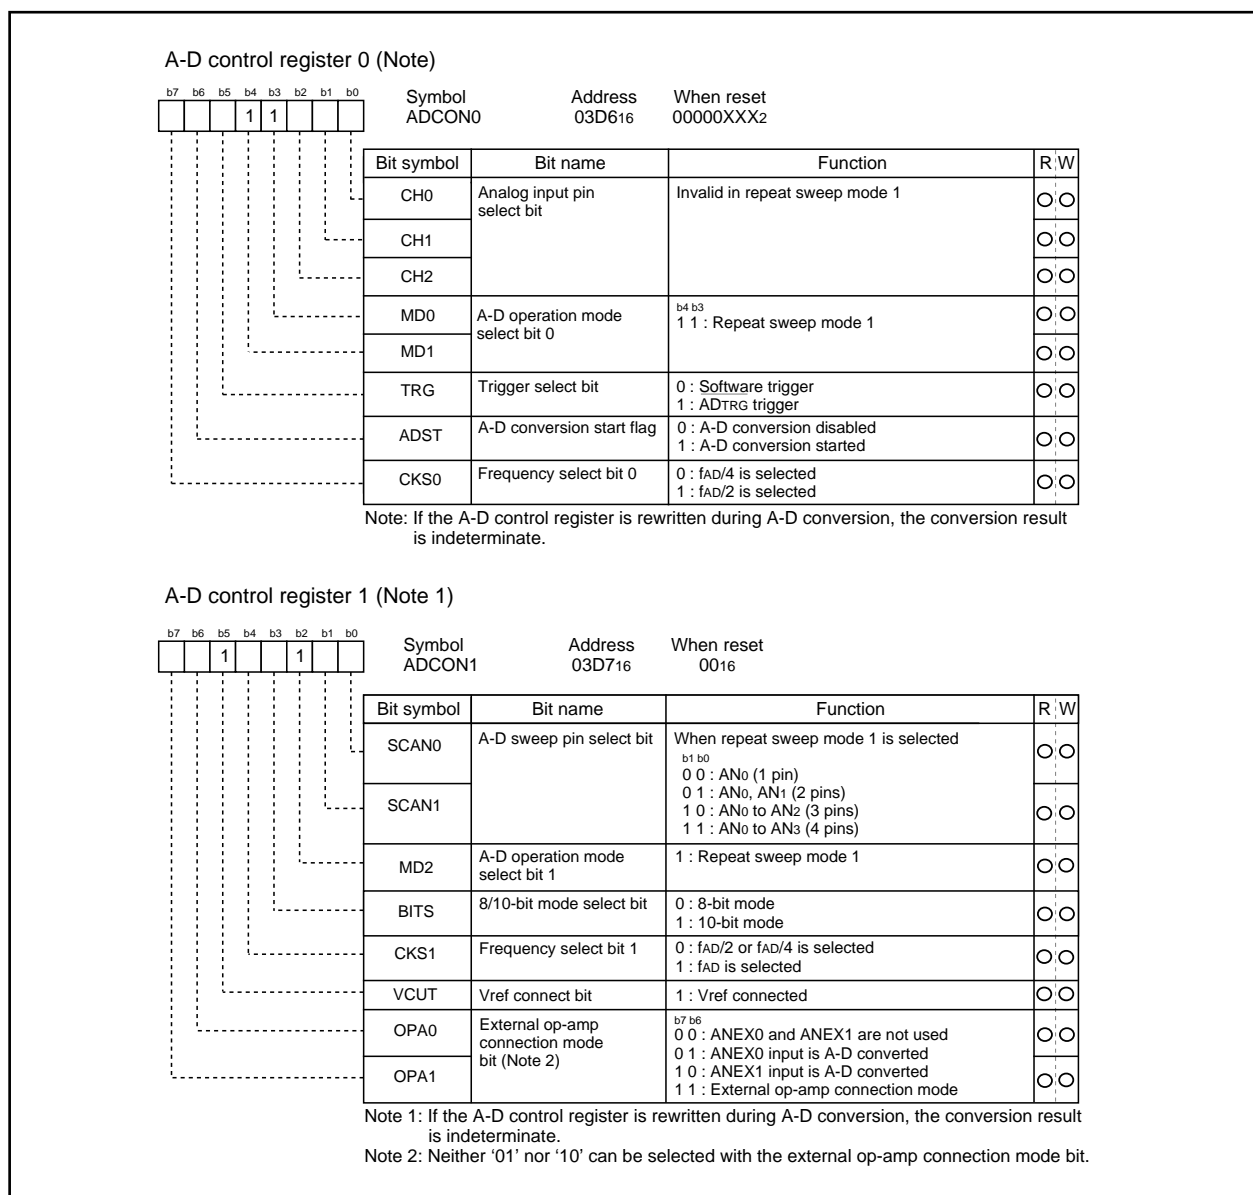 A-D control register 0 (Note)
b7 b6 b5 b4 b3 b2 b1 b0
1 1
Symbol Address When reset
ADCON0 03D616 00000XXX2
Bit symbol Bit name Function R W
CH0 Analog input pin select bit Invalid in repeat sweep mode 1
CH1
CH2
MD0 A-D operation mode select bit 0 b4 b3
1 1 : Repeat sweep mode 1
MD1
TRG Trigger select bit 0 : Software trigger
1 : ADTRG trigger
ADST A-D conversion start flag 0 : A-D conversion disabled
1 : A-D conversion started
CKS0 Frequency select bit 0 0 : fAD/4 is selected
1 : fAD/2 is selected
Note: If the A-D control register is rewritten during A-D conversion, the conversion result
is indeterminate.
A-D control register 1 (Note 1)
b7 b6 b5 b4 b3 b2 b1 b0
1 1
Symbol Address When reset
ADCON1 03D716 0016
Bit symbol Bit name Function R W
SCAN0 A-D sweep pin select bit When repeat sweep mode 1 is selected
b1 b0
0 0 : AN0 (1 pin)
0 1 : AN0, AN1 (2 pins)
SCAN1 1 0 : AN0 to AN2 (3 pins)
1 1 : AN0 to AN3 (4 pins)
MD2 A-D operation mode select bit 1 1 : Repeat sweep mode 1
BITS 8/10-bit mode select bit 0 : 8-bit mode
1 : 10-bit mode
CKS1 Frequency select bit 1 0 : fAD/2 or fAD/4 is selected
1 : fAD is selected
VCUT Vref connect bit 1 : Vref connected
OPA0 External op-amp connection mode bit (Note 2) b7 b6
0 0 : ANEX0 and ANEX1 are not used
0 1 : ANEX0 input is A-D converted
OPA1 1 0 : ANEX1 input is A-D converted
1 1 : External op-amp connection mode
Note 1: If the A-D control register is rewritten during A-D conversion, the conversion result
is indeterminate.
Note 2: Neither ‘01’ nor ‘10’ can be selected with the external op-amp connection mode bit.